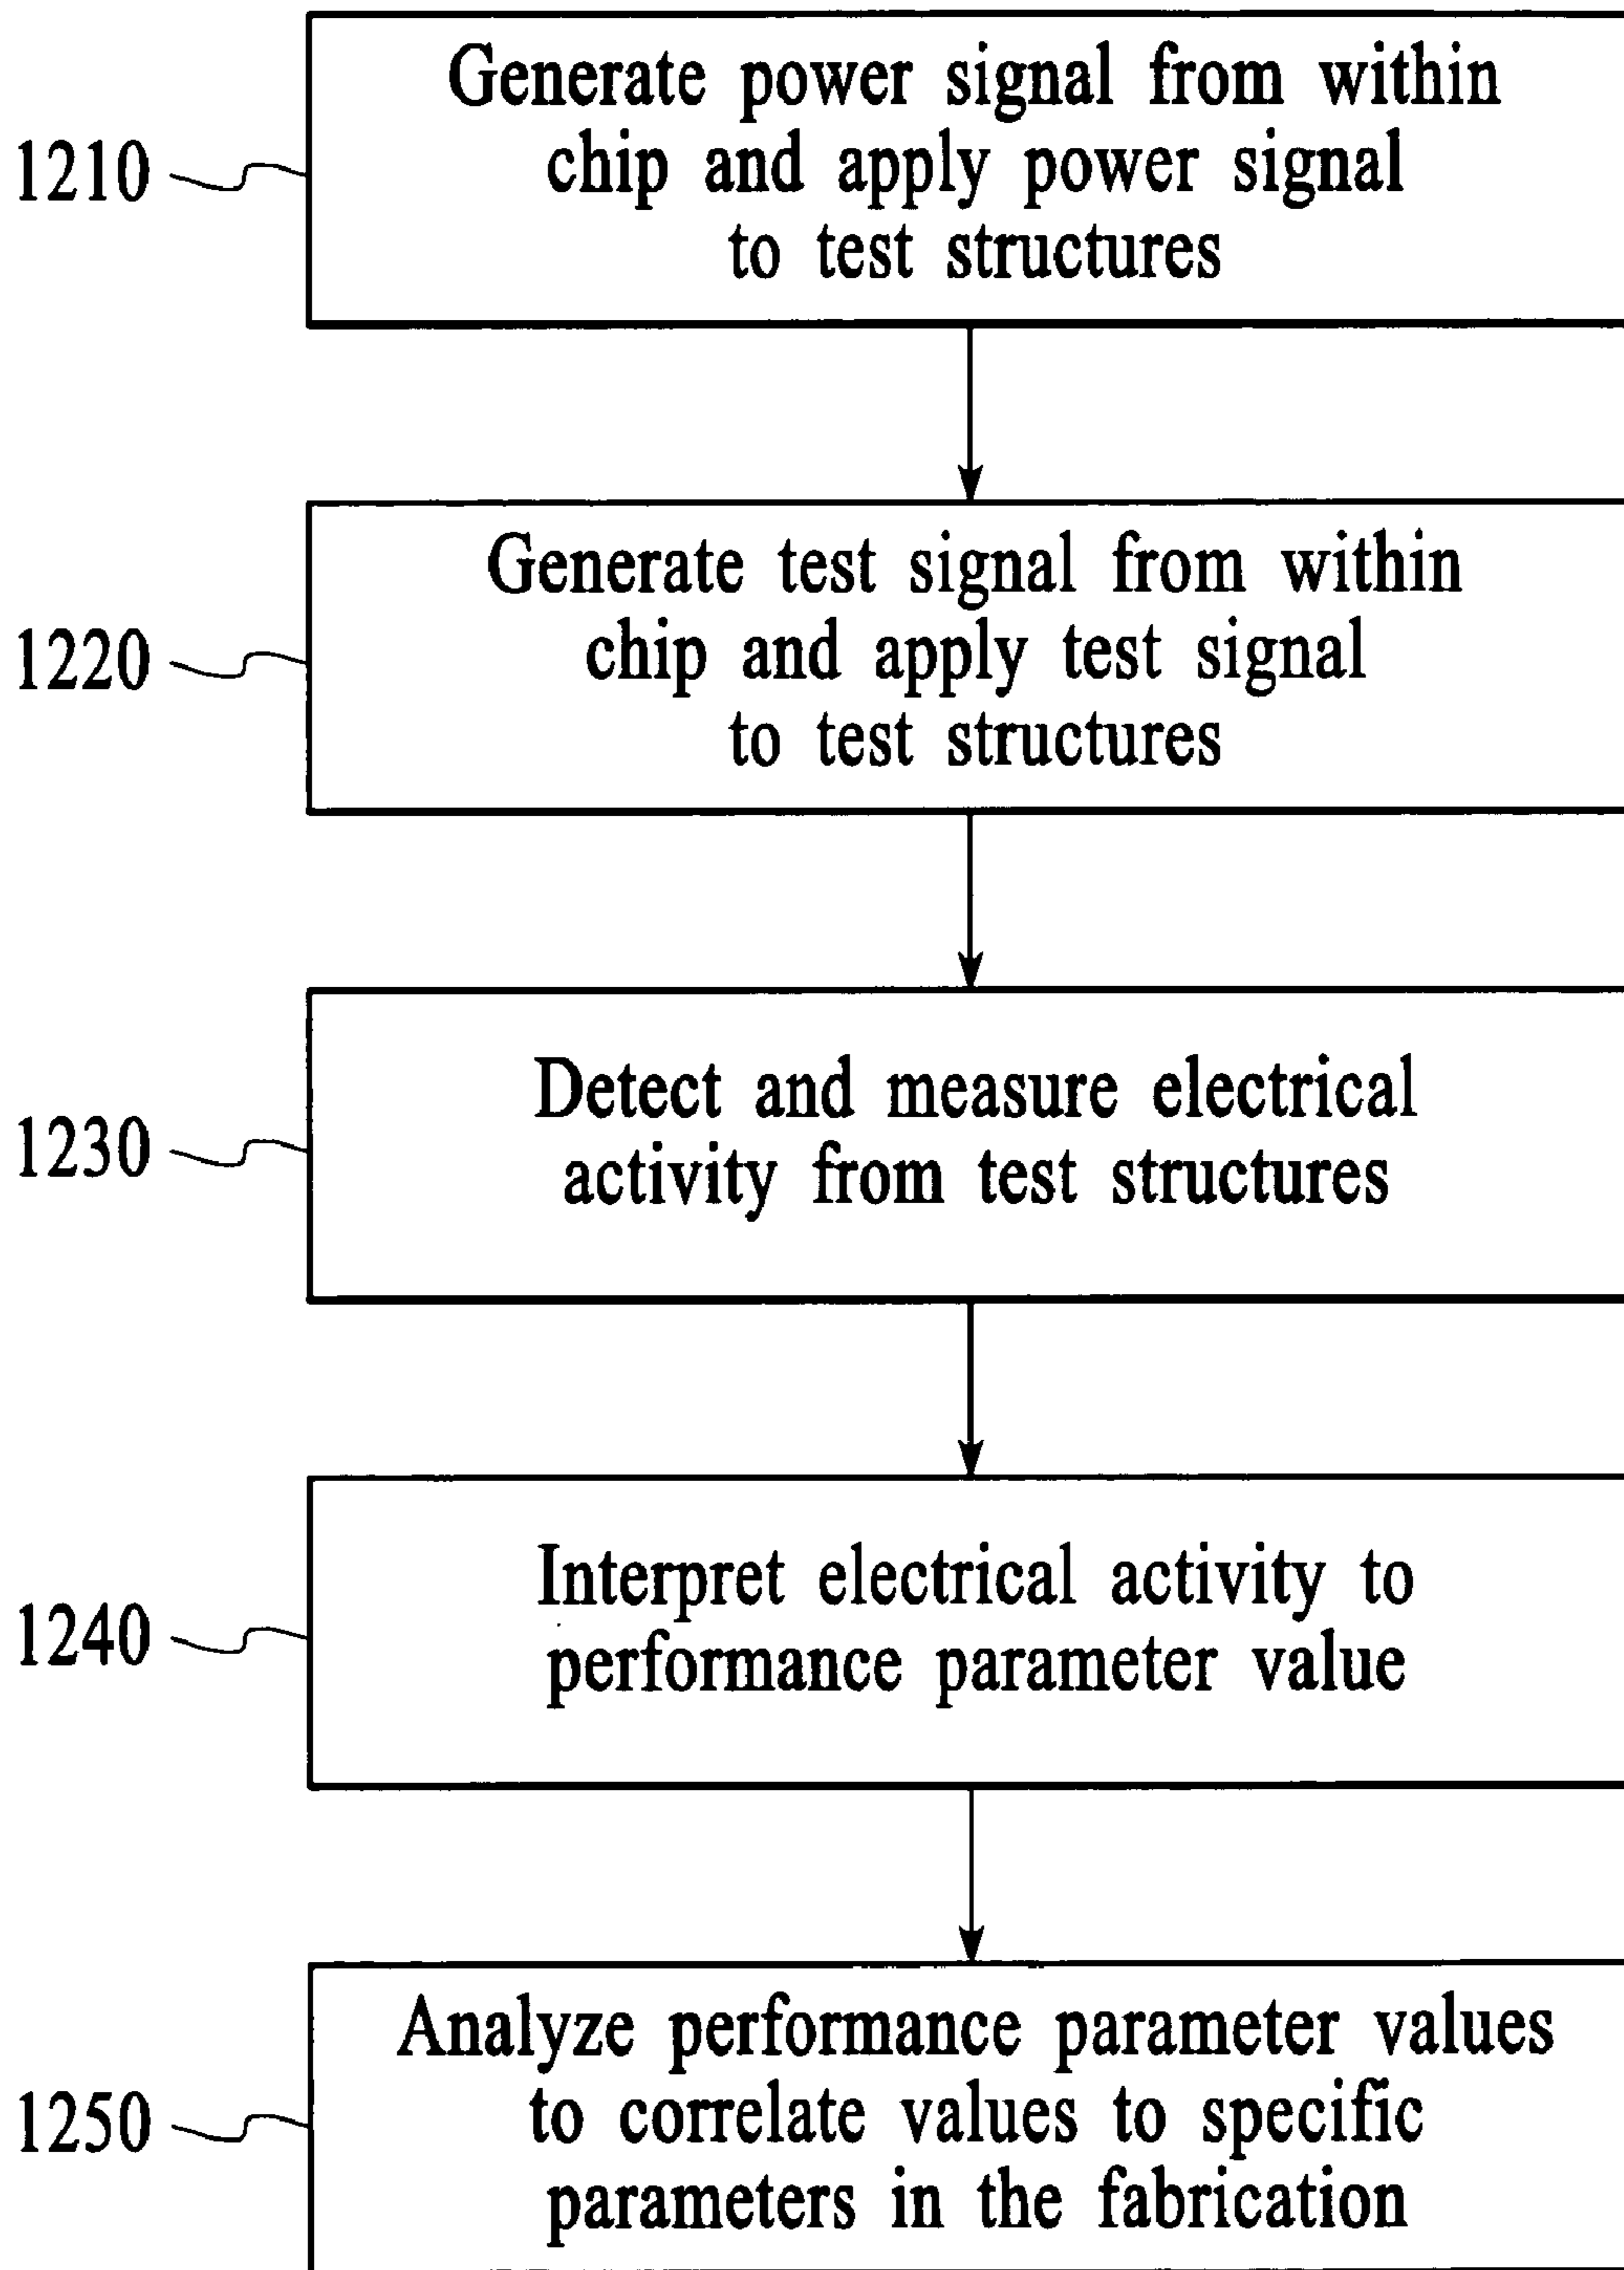 Generate power signal from within
chip and apply power signal
to test structures
1210
Generate test signal from within
chip and apply test signal
to test structures
1220
Detect and measure electrical
activity from test structures
1230
Interpret electrical activity to
performance parameter value
1240
Analyze performance parameter values
to correlate values to specific
parameters in the fabrication
1250